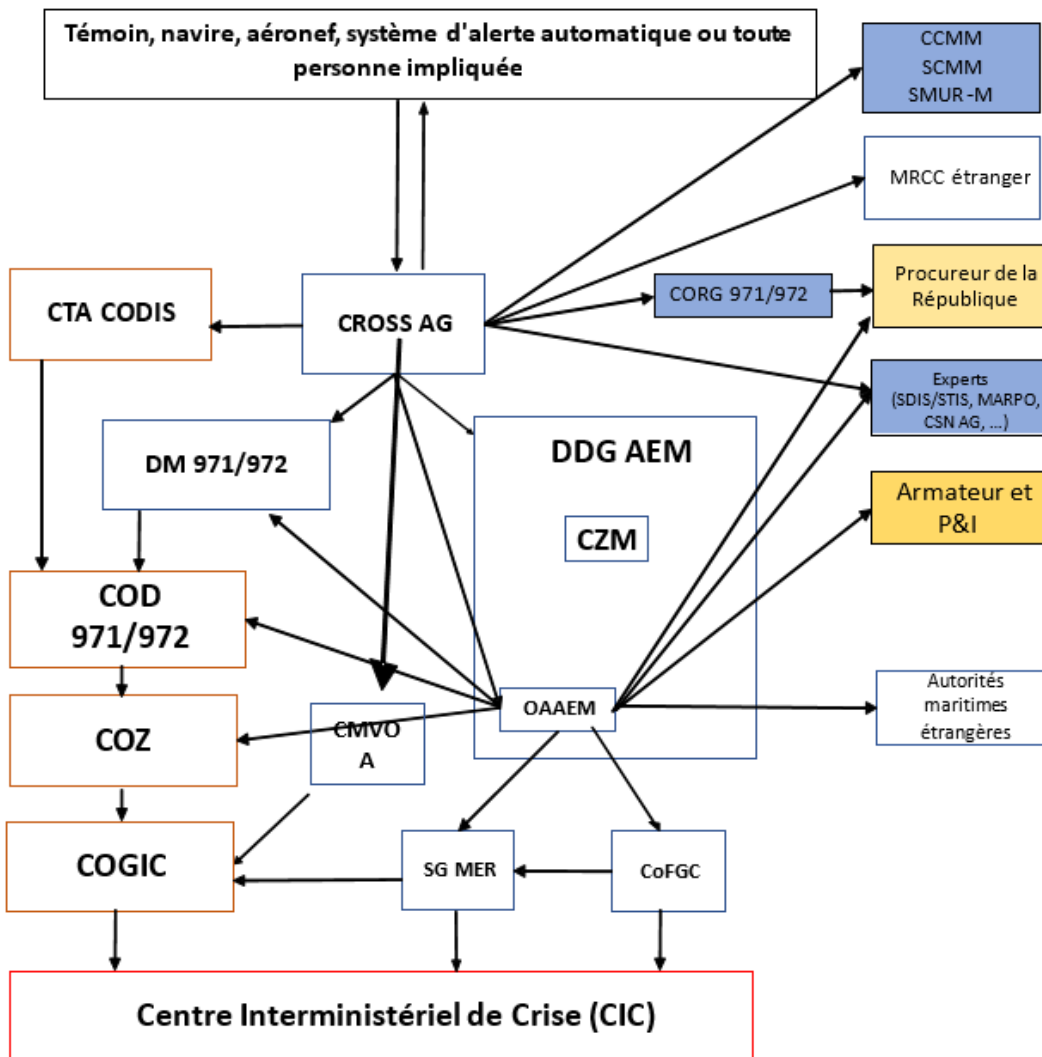 Témoin, navire, aéronef, système d'alerte automatique ou toute
personne impliquée
CCMM
SCMM
SMUR -M
MRCC étranger
CTA CODIS
CROSS AG
CORG 971/972
Procureur de la
République
Experts
(SDIS/STIS, MARPO,
CSN AG, ...)
DM 971/972
DDG AEM
CZM
Armateur et
P&I
COD
971/972
OAAEM
Autorités
maritimes
étrangères
COZ
CMVO
A
COGIC
SG MER
CoFGC
Centre Interministériel de Crise (CIC)